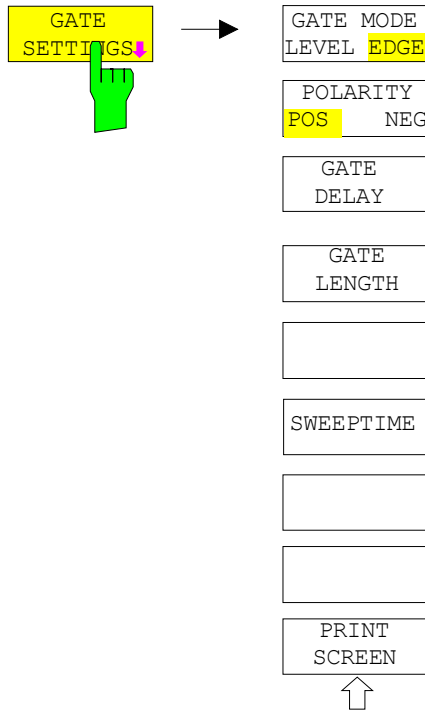 GATE
SETTINGS
GATE MODE
LEVEL EDGE
POLARITY
POS NEG
GATE
DELAY
GATE
LENGTH
SWEEPTIME
PRINT
SCREEN